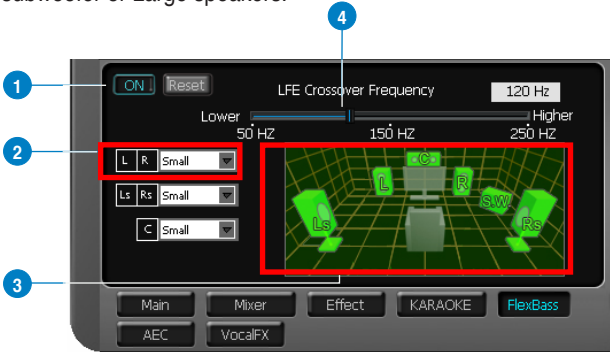 subwoofer or Large speakers.
4
1
ON Reset LFE Crossover Frequency 120 Hz
Lower Higher
50 HZ 150 HZ 250 HZ
2
L R Small
Ls Rs Small
C Small
C
L R
S.W.
Ls Rs
3
Main Mixer Effect KARAOKE FlexBass
AEC VocalFX